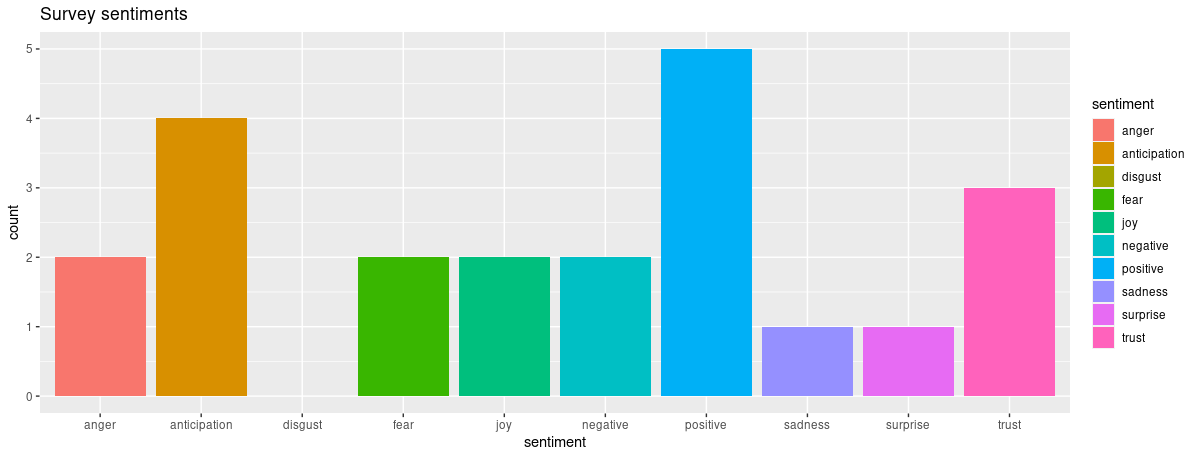 Survey sentiments
5
4
3
2
1
0
count
anger anticipation disgust fear joy negative positive sadness surprise trust
sentiment
sentiment
anger
anticipation
disgust
fear
joy
negative
positive
sadness
surprise
trust